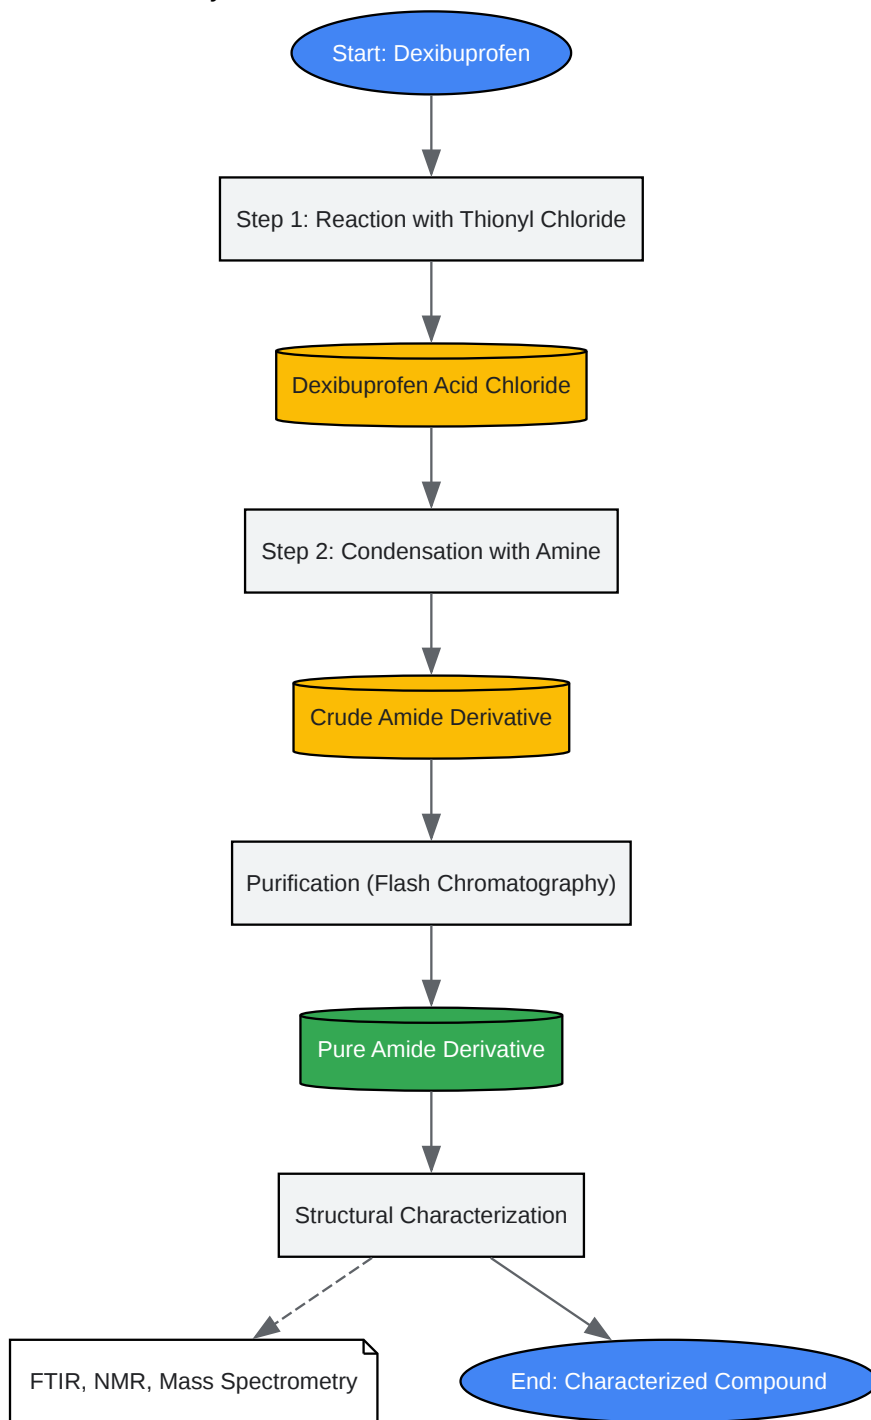 Start: Dexibuprofen
Step 1: Reaction with Thionyl Chloride
Dexibuprofen Acid Chloride
Step 2: Condensation with Amine
Crude Amide Derivative
Purification (Flash Chromatography)
Pure Amide Derivative
Structural Characterization
FTIR, NMR, Mass Spectrometry
End: Characterized Compound